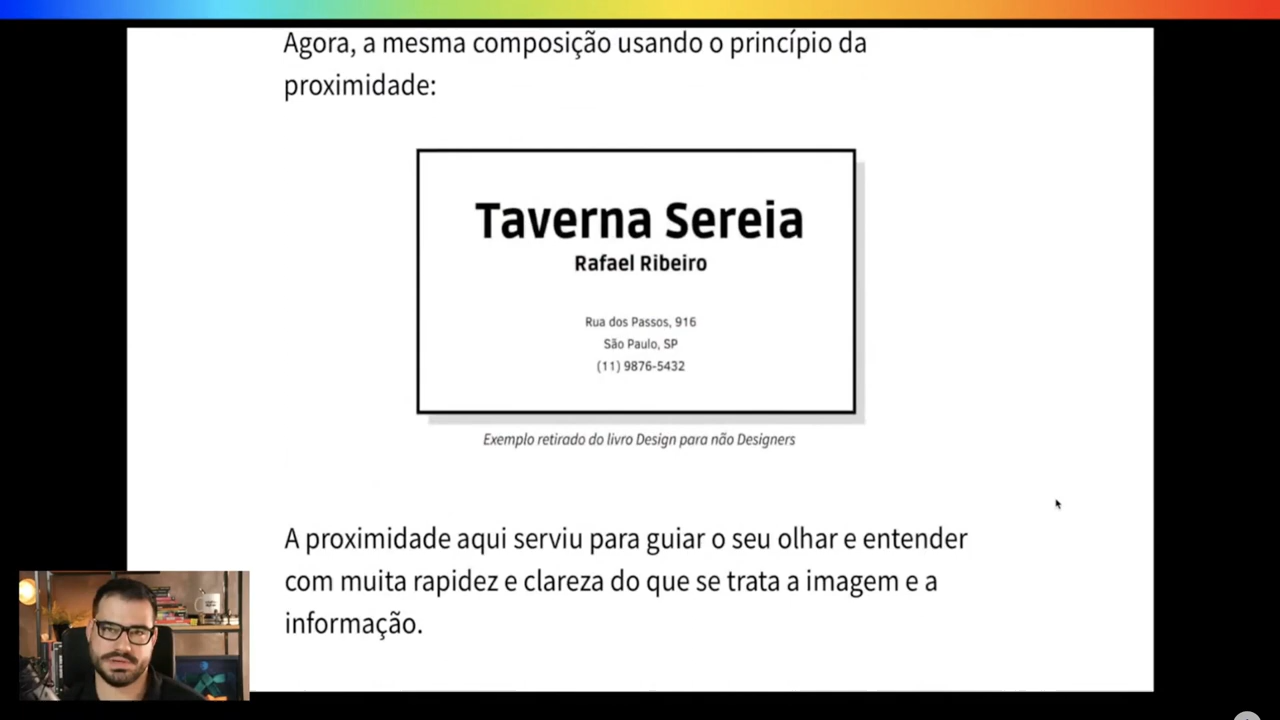 Agora, a mesma composição usando o princípio da
proximidade:
Taverna Sereia
Rafael Ribeiro
Rua dos Passos, 916
São Paulo, SP
(11) 9876-5432
Exemplo retirado do livro Design para não Designers
A proximidade aqui serviu para guiar o seu olhar e entender
com muita rapidez e clareza do que se trata a imagem e a
informação.